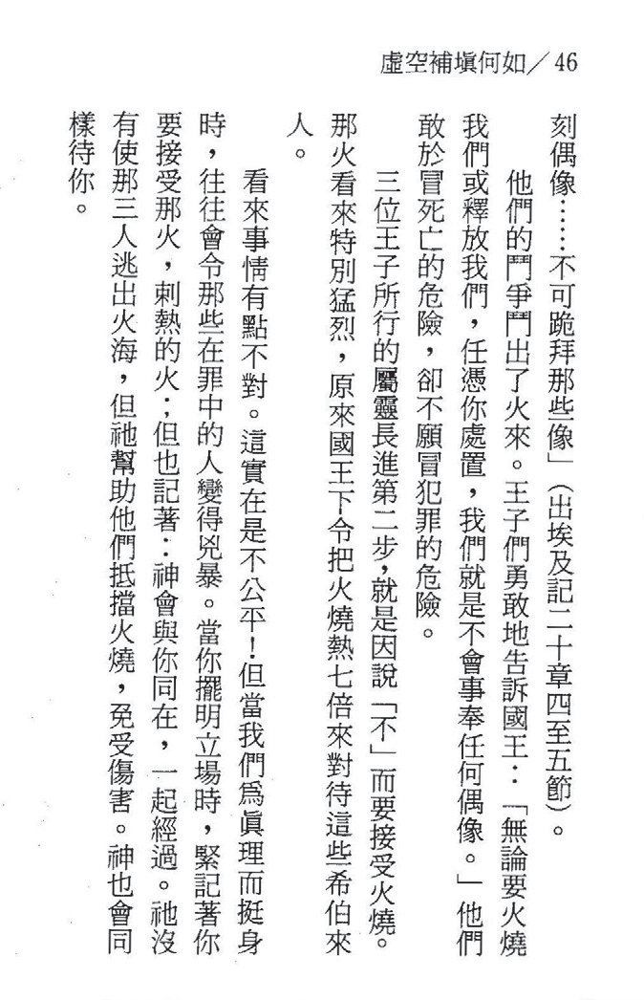 虛空補塡何如／46
刻偶像……不可跪拜那些像」（出埃及記二十章四至五節）。
他們的鬥爭鬥出了火來。王子們勇敢地告訴國王：「無論要火燒
我們或釋放我們，任憑你處置，我們就是不會事奉任何偶像。」他們
敢於冒死亡的危險，卻不願冒犯罪的危險。
三位王子所行的屬靈長進第二步，就是因說「不」而要接受火燒。
那火看來特別猛烈，原來國王下令把火燒熱七倍來對待這些希伯來
人。
看來事情有點不對。這實在是不公平！但當我們爲眞理而挺身
時，往往會令那些在罪中的人變得兇暴。當你擺明立場時，緊記著你
要接受那火，刺熱的火；但也記著：神會與你同在，一起經過。祂沒
有使那三人逃出火海，但祂幫助他們抵擋火燒，免受傷害。神也會同
樣待你。